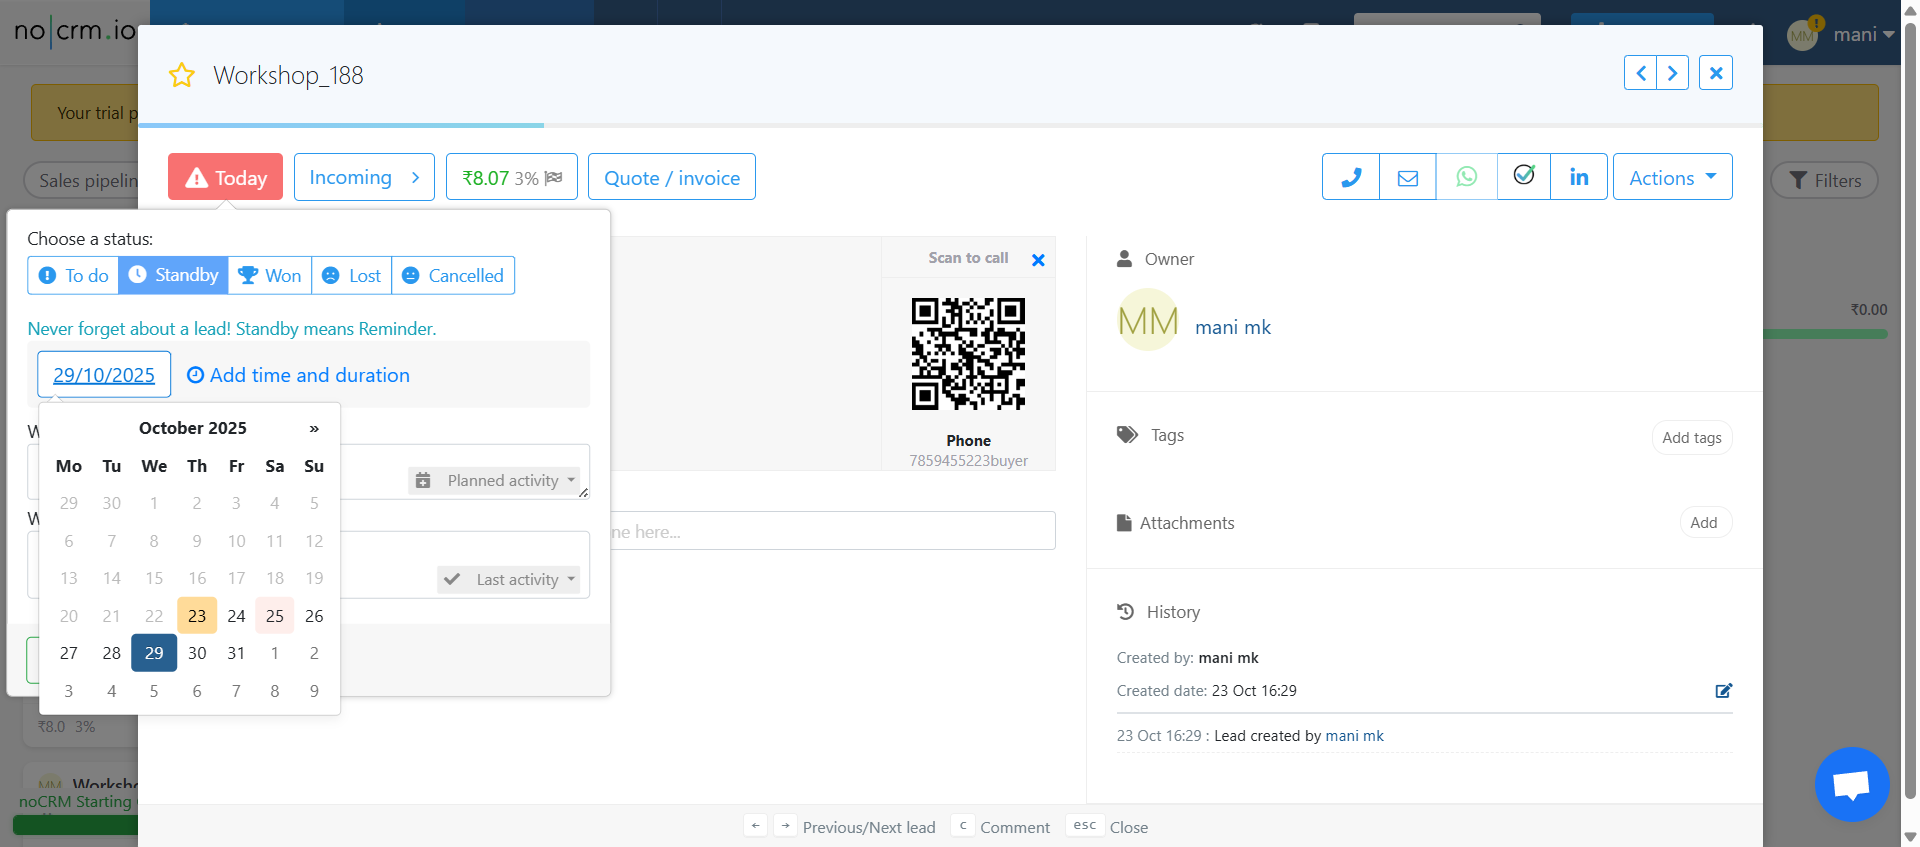 no|crm.io
mani
Your trial p
Workshop_188
Sales pipelin
Today
Incoming
₹8.07 3%
Quote / invoice
Actions
Filters
Choose a status:
To do
Standby
Won
Lost
Cancelled
Never forget about a lead! Standby means Reminder.
29/10/2025
Add time and duration
October 2025 »
Mo Tu We Th Fr Sa Su
29 30 1 2 3 4 5
6 7 8 9 10 11 12
13 14 15 16 17 18 19
20 21 22 23 24 25 26
27 28 29 30 31 1 2
3 4 5 6 7 8 9
W
Planned activity
W
Last activity
ne here...
Scan to call
Phone
7859455223buyer
Owner
MM
mani mk
₹0.00
Tags
Add tags
Attachments
Add
History
Created by: mani mk
Created date: 23 Oct 16:29
23 Oct 16:29 : Lead created by mani mk
₹8.0 3%
MM
Worksho
noCRM Starting
← → Previous/Next lead
c Comment
esc Close